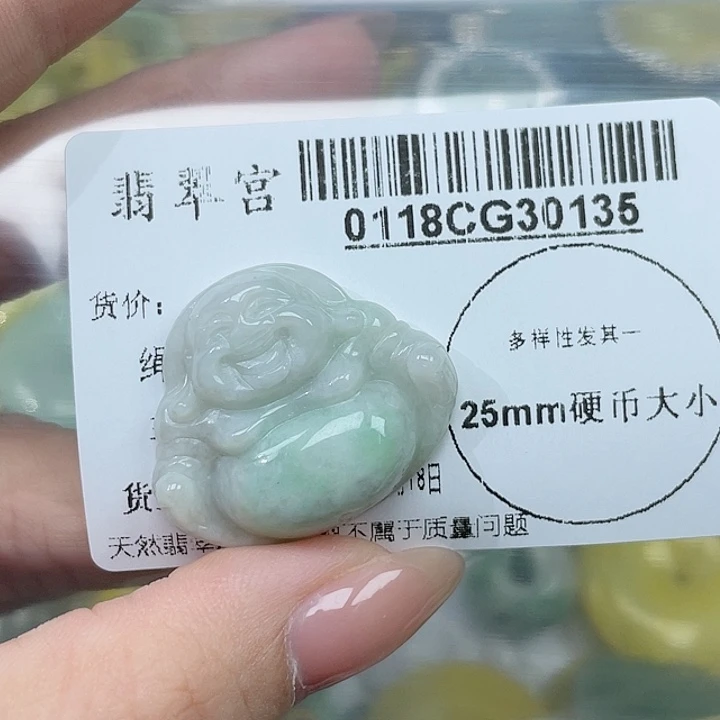 翡翠宫
0118CG30135
货价:
多样性发其一
25mm硬币大小
货
18日
天然翡翠 不属于质量问题